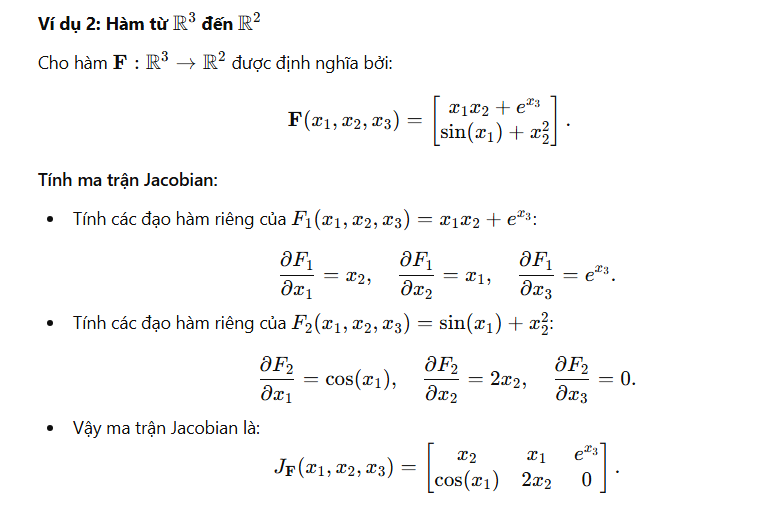 Ví dụ 2: Hàm từ ℝ³ đến ℝ²
Cho hàm F : ℝ³ → ℝ² được định nghĩa bởi:
F(x₁, x₂, x₃) = [x₁x₂ + e^{x₃}
sin(x₁) + x₂²].
Tính ma trận Jacobian:
• Tính các đạo hàm riêng của F₁(x₁, x₂, x₃) = x₁x₂ + e^{x₃}:
∂F₁/∂x₁ = x₂, ∂F₁/∂x₂ = x₁, ∂F₁/∂x₃ = e^{x₃}.
• Tính các đạo hàm riêng của F₂(x₁, x₂, x₃) = sin(x₁) + x₂²:
∂F₂/∂x₁ = cos(x₁), ∂F₂/∂x₂ = 2x₂, ∂F₂/∂x₃ = 0.
• Vậy ma trận Jacobian là:
J_F(x₁, x₂, x₃) = [x₂ x₁ e^{x₃}
cos(x₁) 2x₂ 0].